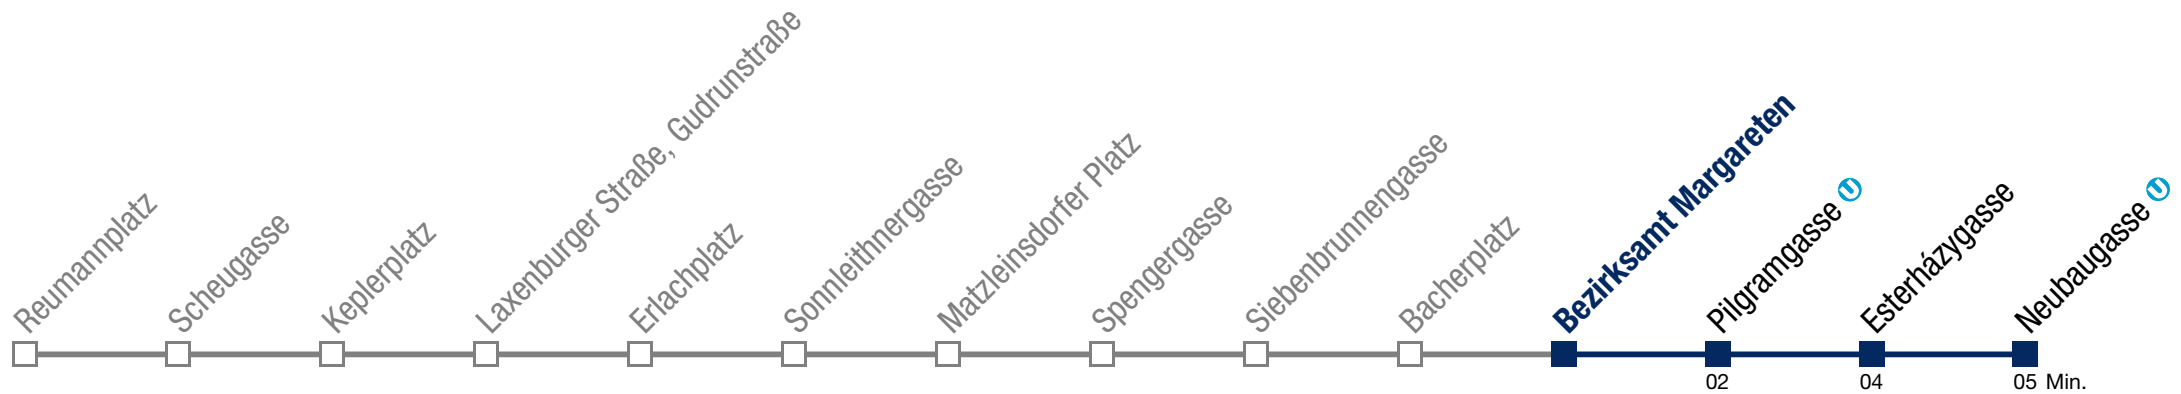 Reumannplatz
Scheugasse
Keplerplatz
Laxenburger Straße, Gudrunstraße
Erlachplatz
Sonnleithnergasse
Matzleinsdorfer Platz
Spengergasse
Siebenbrunnengasse
Bacherplatz
Bezirksamt Margareten
Pilgramgasse U
Esterházygasse
Neubaugasse U
02 04 05 Min.